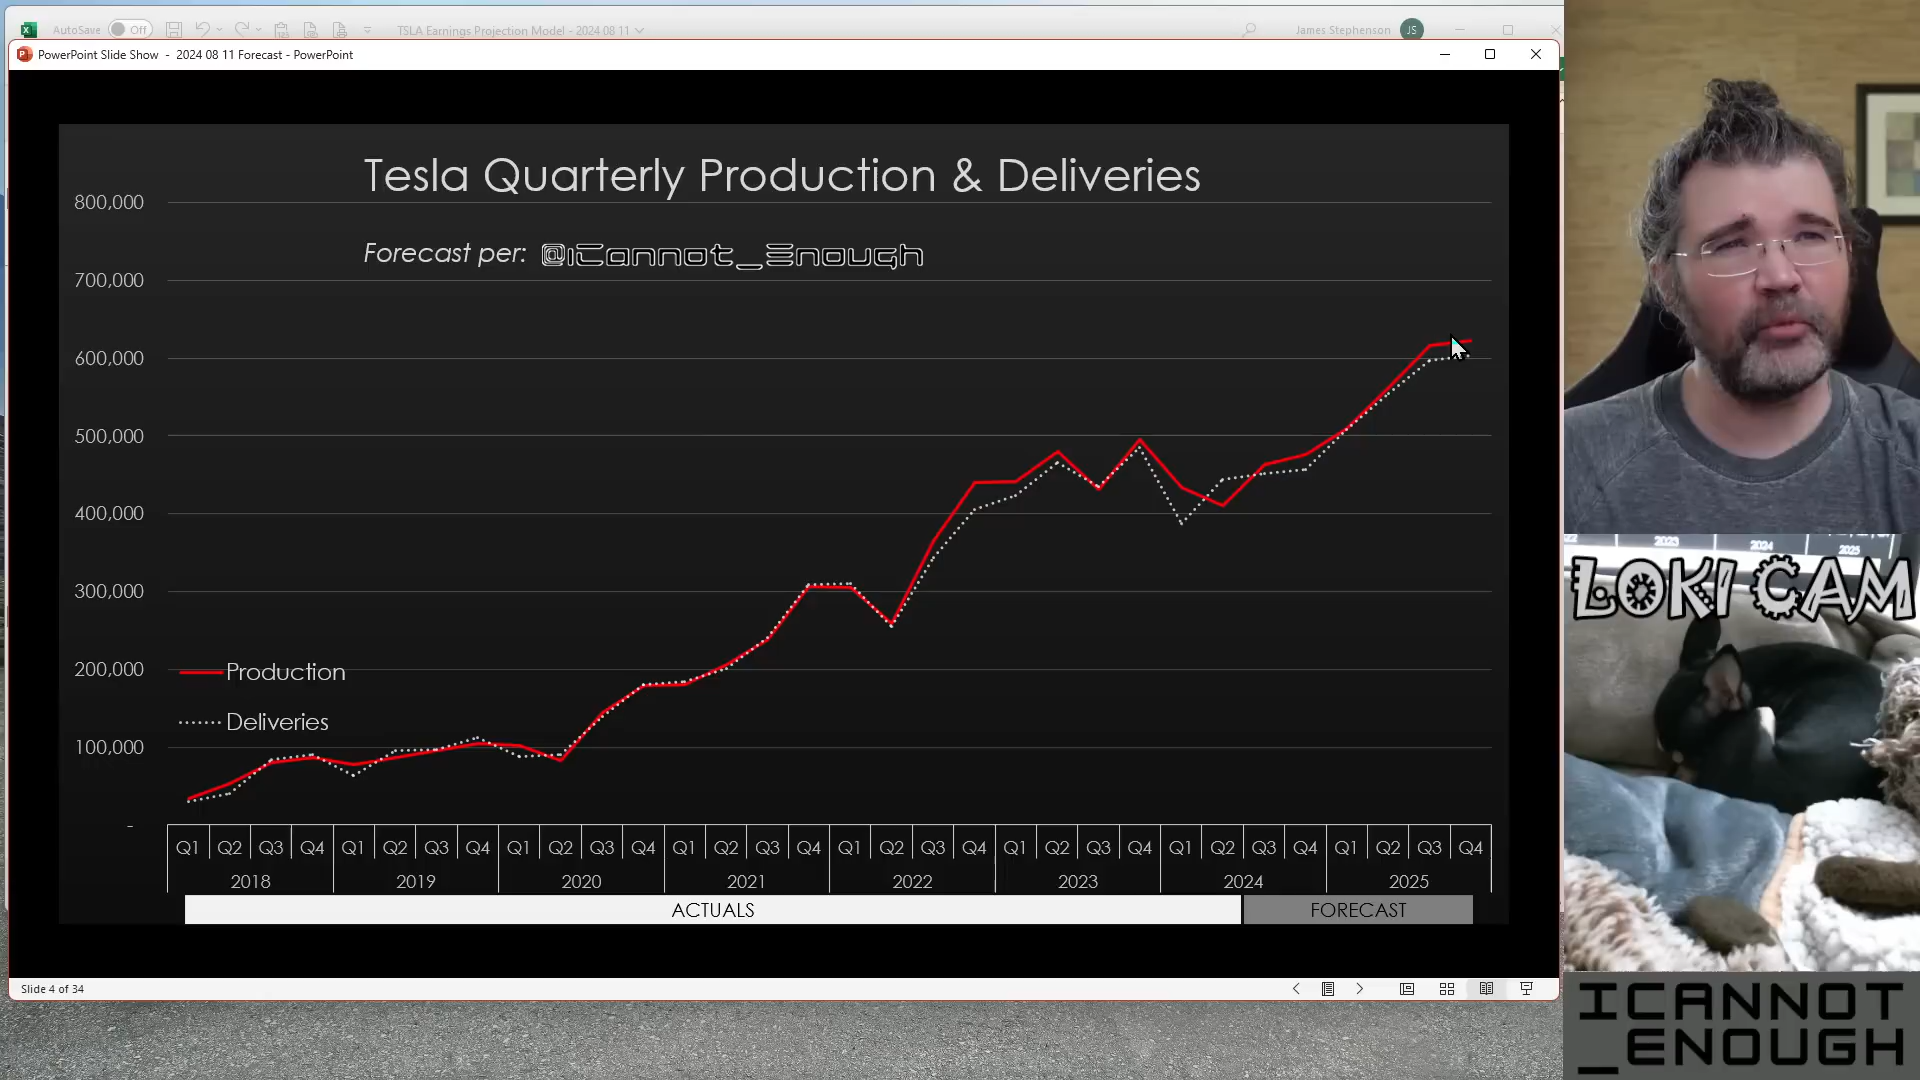 AutoSave Off
TSLA Earnings Projection Model - 2024 08 11
James Stephenson JS
PowerPoint Slide Show - 2024 08 11 Forecast - PowerPoint
Tesla Quarterly Production & Deliveries
Forecast per: @iCannot_Enough
800,000
700,000
600,000
500,000
400,000
300,000
200,000
100,000
-
Production
Deliveries
Q1 Q2 Q3 Q4 Q1 Q2 Q3 Q4 Q1 Q2 Q3 Q4 Q1 Q2 Q3 Q4 Q1 Q2 Q3 Q4 Q1 Q2 Q3 Q4 Q1 Q2 Q3 Q4 Q1 Q2 Q3 Q4
2018 2019 2020 2021 2022 2023 2024 2025
ACTUALS FORECAST
Slide 4 of 34
2023 2024 2025
LOKI CAM
ICANNOT
_ENOUGH